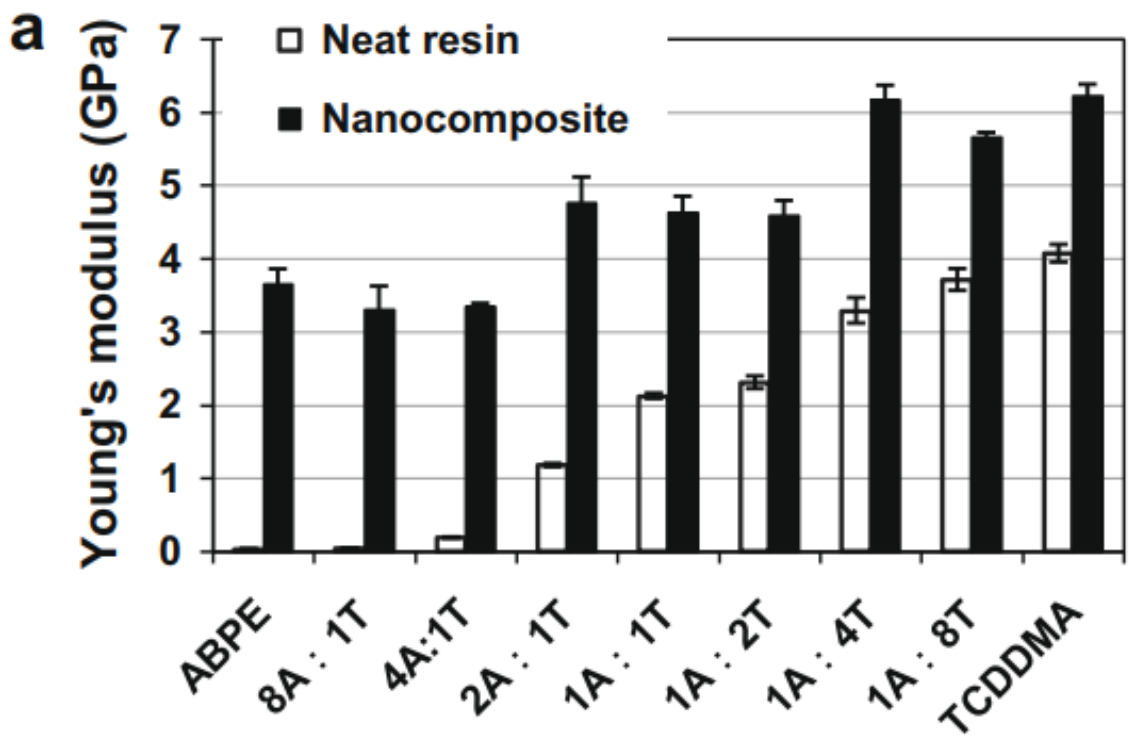 a
Young's modulus (GPa)
7
6
5
4
3
2
1
0
Neat resin
Nanocomposite
ABPE
8A : 1T
4A:1T
2A : 1T
1A : 1T
1A : 2T
1A : 4T
1A : 8T
TCDDMA